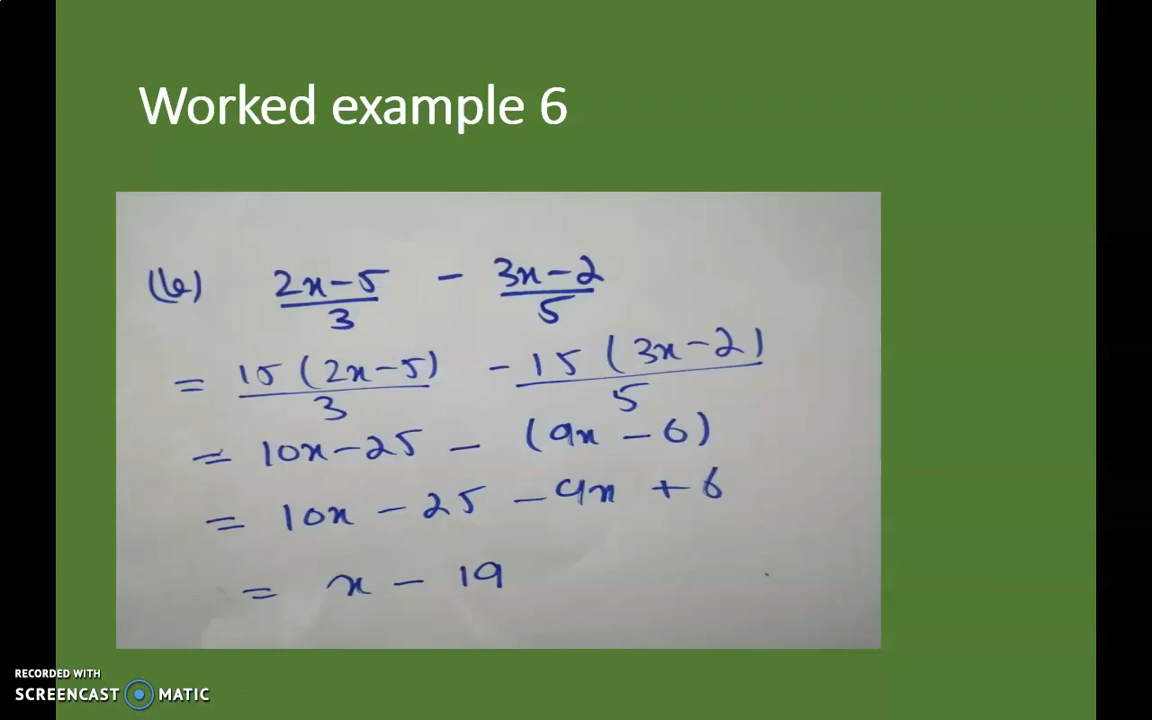 Worked example 6
(b) (2x-5)/3 - (3x-2)/5
= 15(2x-5)/3 - 15(3x-2)/5
= 10x-25 - (9x-6)
= 10x-25 -9x+6
= x-19
RECORDED WITH
SCREENCAST MATIC